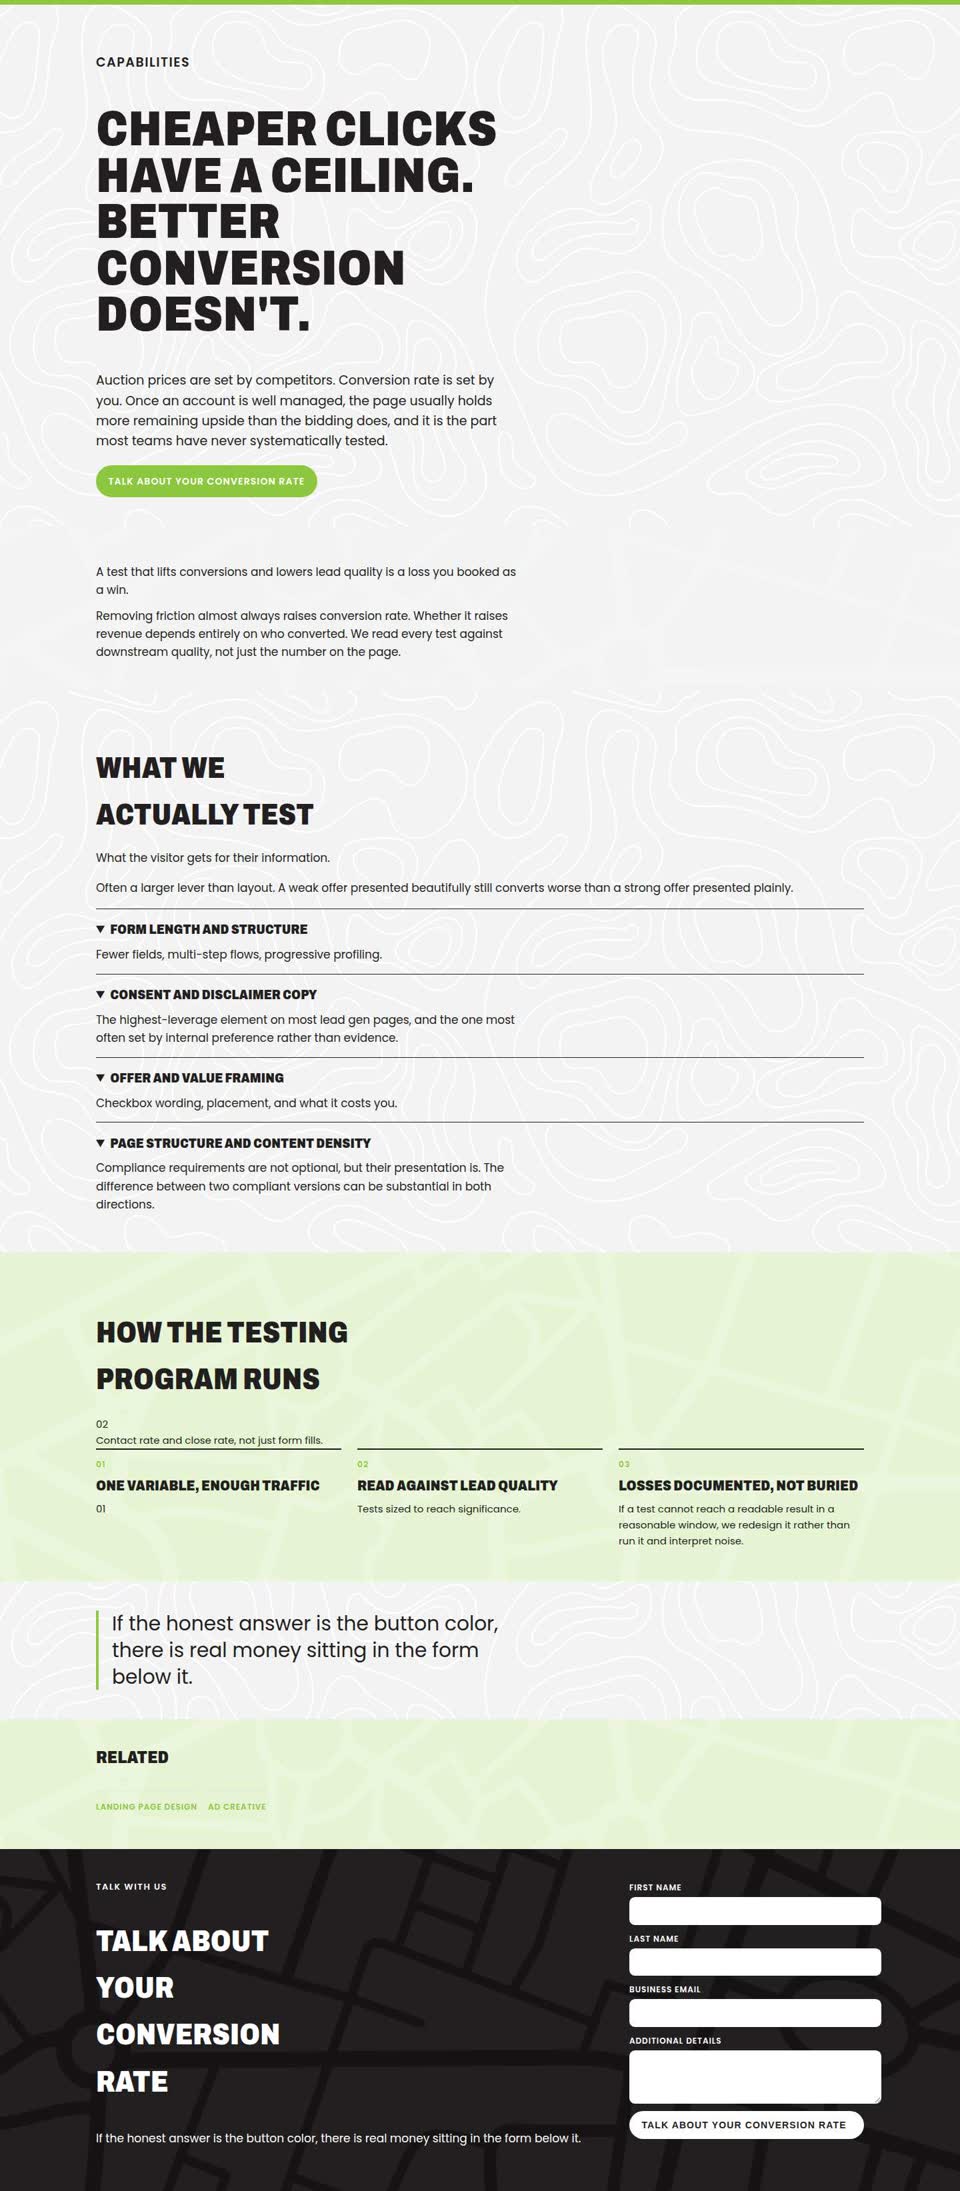 CAPABILITIES
CHEAPER CLICKS
HAVE A CEILING.
BETTER
CONVERSION
DOESN'T.
Auction prices are set by competitors. Conversion rate is set by
you. Once an account is well managed, the page usually holds
more remaining upside than the bidding does, and it is the part
most teams have never systematically tested.
TALK ABOUT YOUR CONVERSION RATE
A test that lifts conversions and lowers lead quality is a loss you booked as
a win.
Removing friction almost always raises conversion rate. Whether it raises
revenue depends entirely on who converted. We read every test against
downstream quality, not just the number on the page.
WHAT WE
ACTUALLY TEST
What the visitor gets for their information.
Often a larger lever than layout. A weak offer presented beautifully still converts worse than a strong offer presented plainly.
FORM LENGTH AND STRUCTURE
Fewer fields, multi-step flows, progressive profiling.
CONSENT AND DISCLAIMER COPY
The highest-leverage element on most lead gen pages, and the one most
often set by internal preference rather than evidence.
OFFER AND VALUE FRAMING
Checkbox wording, placement, and what it costs you.
PAGE STRUCTURE AND CONTENT DENSITY
Compliance requirements are not optional, but their presentation is. The
difference between two compliant versions can be substantial in both
directions.
HOW THE TESTING
PROGRAM RUNS
02
Contact rate and close rate, not just form fills.
01
ONE VARIABLE, ENOUGH TRAFFIC
01
02
READ AGAINST LEAD QUALITY
Tests sized to reach significance.
03
LOSSES DOCUMENTED, NOT BURIED
If a test cannot reach a readable result in a
reasonable window, we redesign it rather than
run it and interpret noise.
If the honest answer is the button color,
there is real money sitting in the form
below it.
RELATED
LANDING PAGE DESIGN AD CREATIVE
TALK WITH US
TALK ABOUT
YOUR
CONVERSION
RATE
If the honest answer is the button color, there is real money sitting in the form below it.
FIRST NAME
LAST NAME
BUSINESS EMAIL
ADDITIONAL DETAILS
TALK ABOUT YOUR CONVERSION RATE